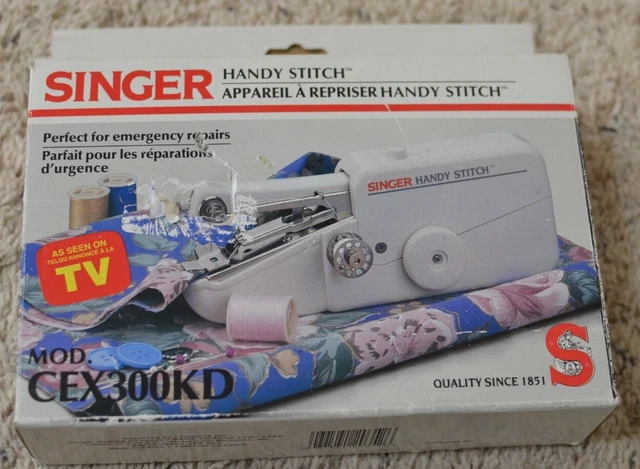 SINGER
HANDY STITCH™
APPAREIL À REPRISER HANDY STITCH™
Perfect for emergency repairs
Parfait pour les réparations
d'urgence
SINGER HANDY STITCH™
AS SEEN ON
TEL QU'ANNONCÉ À LA
TV
MOD.
CEX300KD
QUALITY SINCE 1851
S